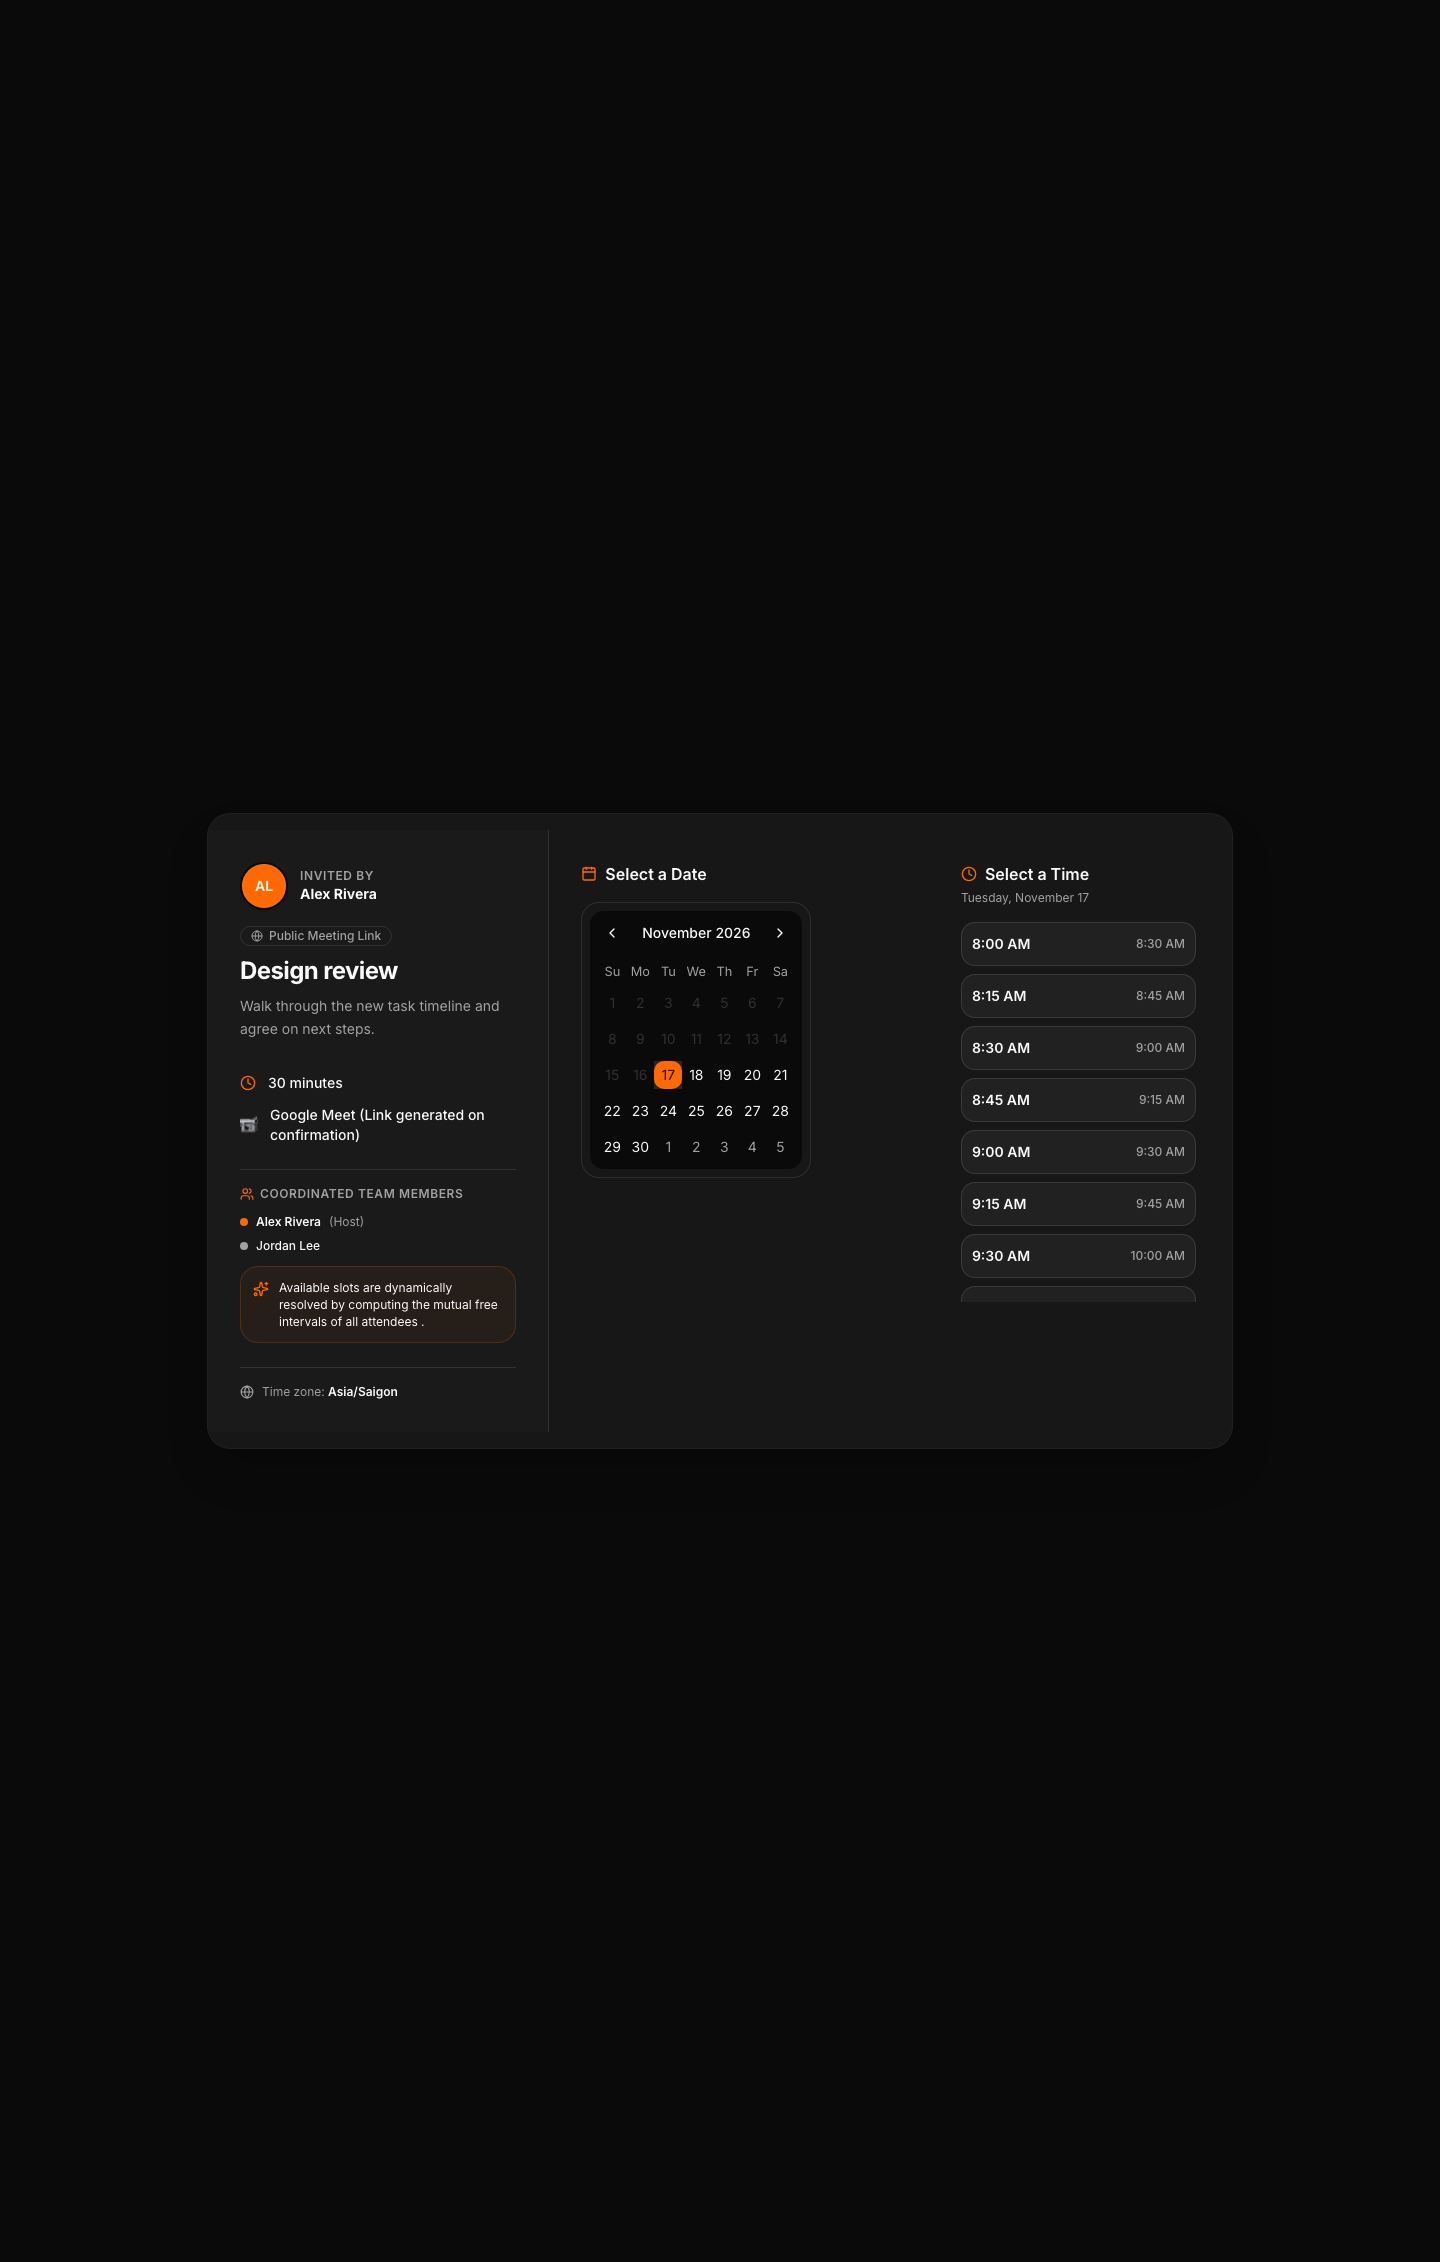 AL
INVITED BY
Alex Rivera
Public Meeting Link
Design review
Walk through the new task timeline and
agree on next steps.
30 minutes
Google Meet (Link generated on
confirmation)
COORDINATED TEAM MEMBERS
Alex Rivera (Host)
Jordan Lee
Available slots are dynamically
resolved by computing the mutual free
intervals of all attendees .
Time zone: Asia/Saigon
Select a Date
November 2026
Su Mo Tu We Th Fr Sa
1 2 3 4 5 6 7
8 9 10 11 12 13 14
15 16 17 18 19 20 21
22 23 24 25 26 27 28
29 30 1 2 3 4 5
Select a Time
Tuesday, November 17
8:00 AM 8:30 AM
8:15 AM 8:45 AM
8:30 AM 9:00 AM
8:45 AM 9:15 AM
9:00 AM 9:30 AM
9:15 AM 9:45 AM
9:30 AM 10:00 AM